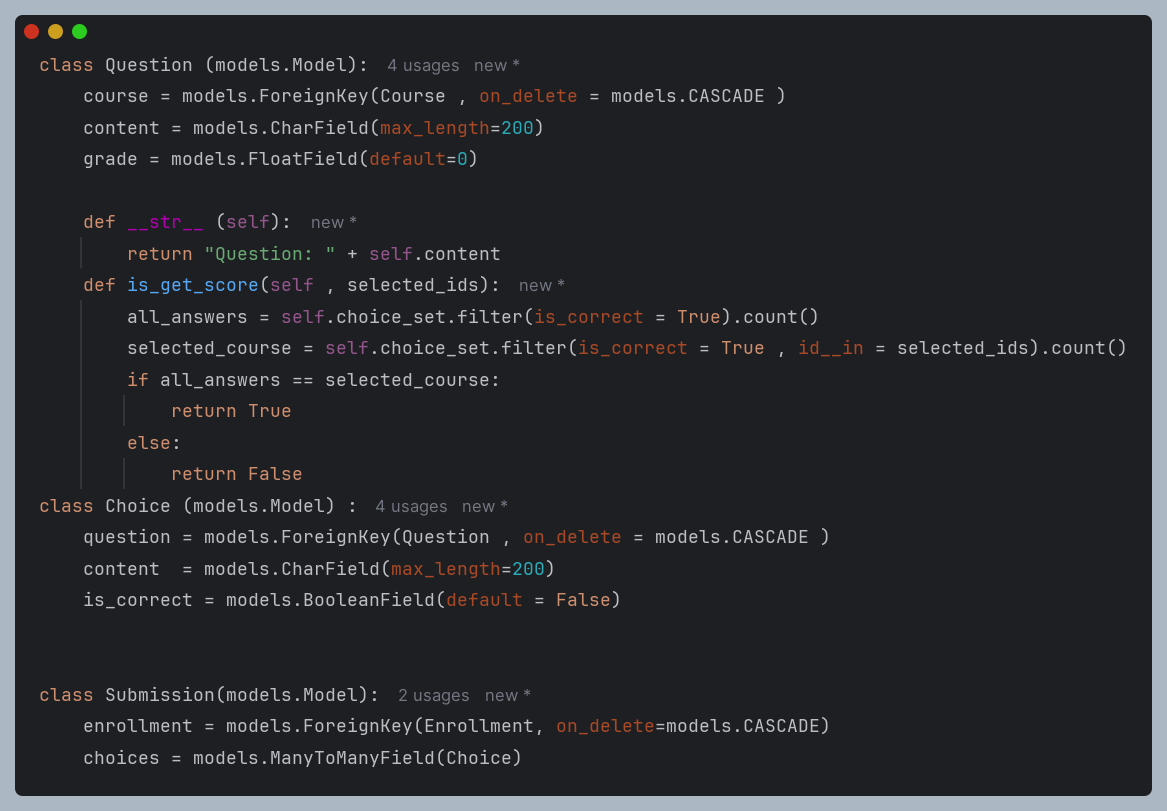 class Question (models.Model):  4 usages  new *
    course = models.ForeignKey(Course , on_delete = models.CASCADE )
    content = models.CharField(max_length=200)
    grade = models.FloatField(default=0)
    def __str__ (self):  new *
        return "Question: " + self.content
    def is_get_score(self , selected_ids):  new *
        all_answers = self.choice_set.filter(is_correct = True).count()
        selected_course = self.choice_set.filter(is_correct = True , id__in = selected_ids).count()
        if all_answers == selected_course:
            return True
        else:
            return False
class Choice (models.Model) :  4 usages  new *
    question = models.ForeignKey(Question , on_delete = models.CASCADE )
    content  = models.CharField(max_length=200)
    is_correct = models.BooleanField(default = False)
class Submission(models.Model):  2 usages  new *
    enrollment = models.ForeignKey(Enrollment, on_delete=models.CASCADE)
    choices = models.ManyToManyField(Choice)